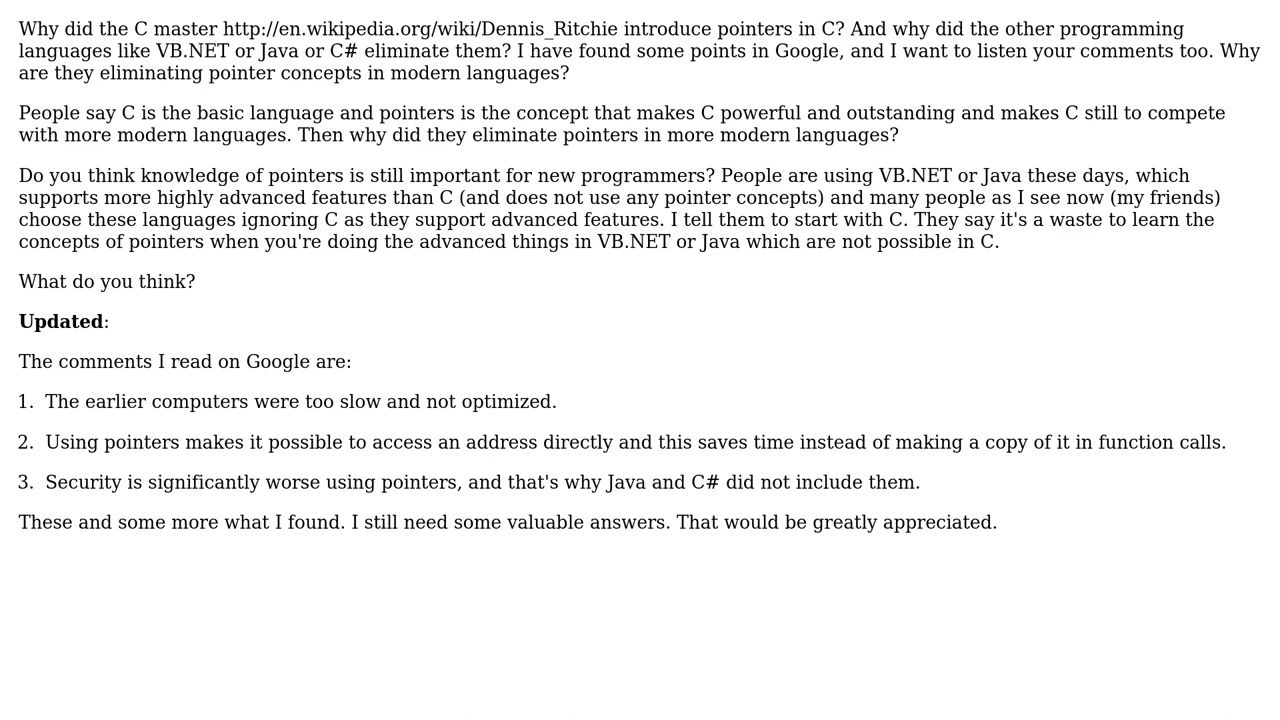 Why did the C master http://en.wikipedia.org/wiki/Dennis_Ritchie introduce pointers in C? And why did the other programming
languages like VB.NET or Java or C# eliminate them? I have found some points in Google, and I want to listen your comments too. Why
are they eliminating pointer concepts in modern languages?
People say C is the basic language and pointers is the concept that makes C powerful and outstanding and makes C still to compete
with more modern languages. Then why did they eliminate pointers in more modern languages?
Do you think knowledge of pointers is still important for new programmers? People are using VB.NET or Java these days, which
supports more highly advanced features than C (and does not use any pointer concepts) and many people as I see now (my friends)
choose these languages ignoring C as they support advanced features. I tell them to start with C. They say it's a waste to learn the
concepts of pointers when you're doing the advanced things in VB.NET or Java which are not possible in C.
What do you think?
Updated:
The comments I read on Google are:
1. The earlier computers were too slow and not optimized.
2. Using pointers makes it possible to access an address directly and this saves time instead of making a copy of it in function calls.
3. Security is significantly worse using pointers, and that's why Java and C# did not include them.
These and some more what I found. I still need some valuable answers. That would be greatly appreciated.